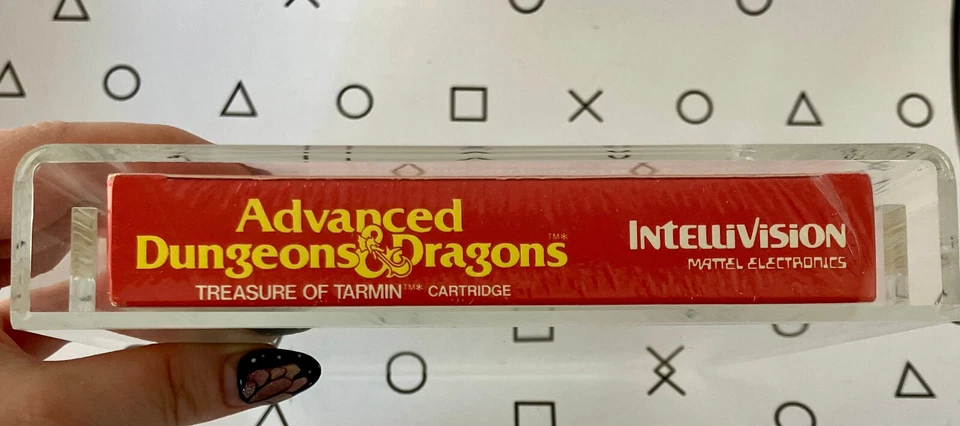 Advanced
Dungeons & Dragons™*
TREASURE OF TARMIN™* CARTRIDGE
INTELLIVISION
MATTEL ELECTRONICS